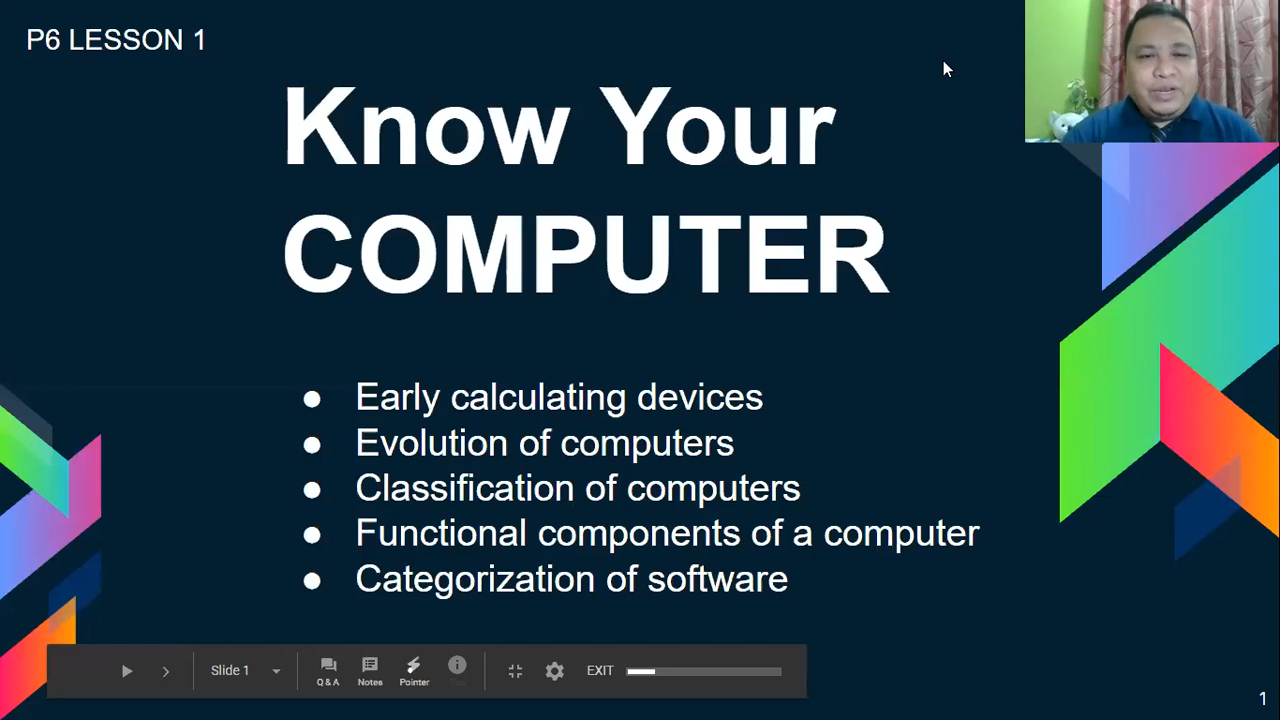 P6 LESSON 1
Know Your
COMPUTER
● Early calculating devices
● Evolution of computers
● Classification of computers
● Functional components of a computer
● Categorization of software
Slide 1
Q & A
Notes
Pointer
EXIT
1